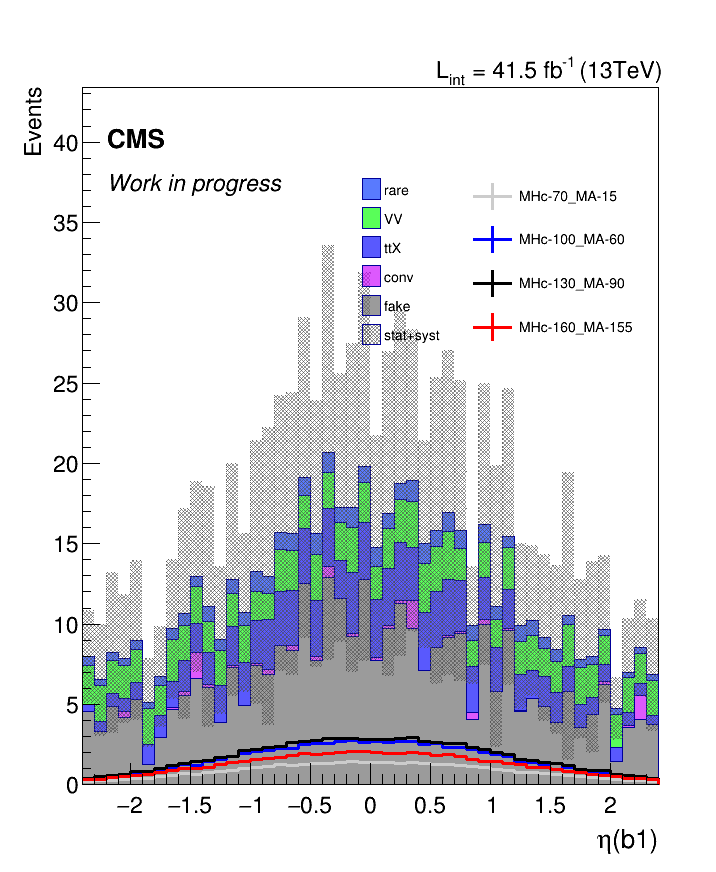 L_int = 41.5 fb^-1 (13TeV)
Events
CMS
Work in progress
rare
VV
ttX
conv
fake
stat+syst
MHc-70_MA-15
MHc-100_MA-60
MHc-130_MA-90
MHc-160_MA-155
40
35
30
25
20
15
10
5
0
−2 −1.5 −1 −0.5 0 0.5 1 1.5 2
η(b1)